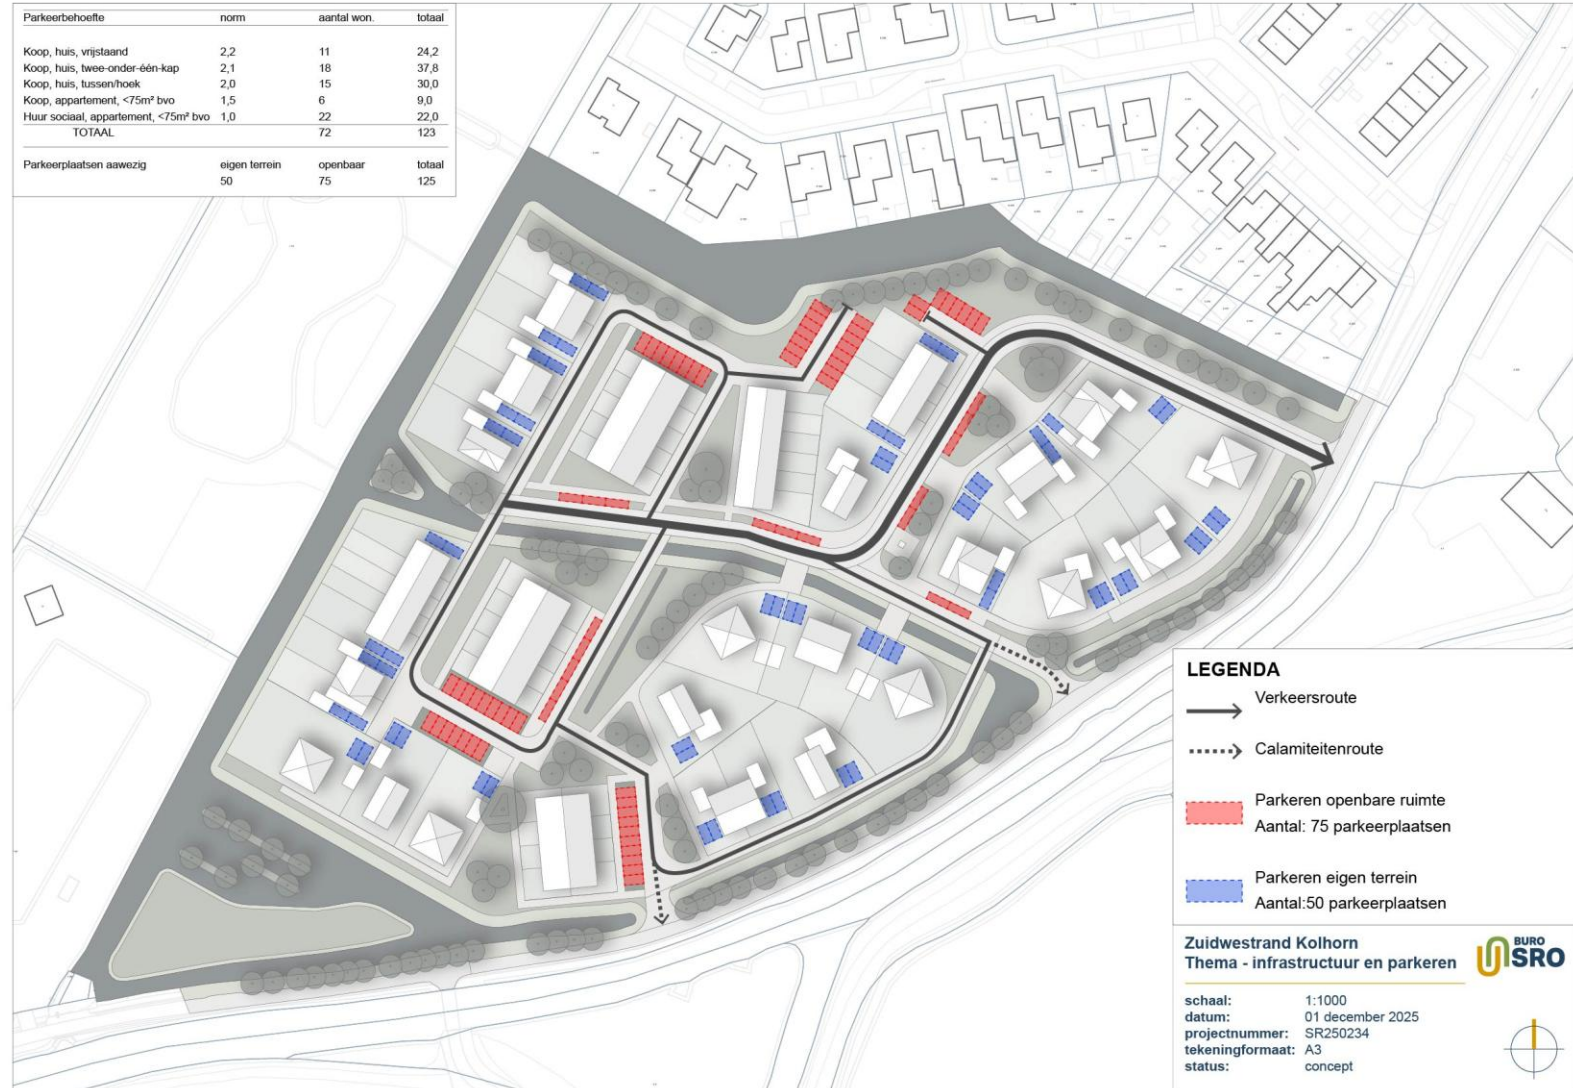 Parkeerbehoefte norm aantal won. totaal
Koop, huis, vrijstaand 2,2 11 24,2
Koop, huis, twee-onder-één-kap 2,1 18 37,8
Koop, huis, tussen/hoek 2,0 15 30,0
Koop, appartement, <75m² bvo 1,5 6 9,0
Huur sociaal, appartement, <75m² bvo 1,0 22 22,0
TOTAAL 72 123
Parkeerplaatsen aawezig eigen terrein openbaar totaal
50 75 125
LEGENDA
Verkeersroute
Calamiteitenroute
Parkeren openbare ruimte
Aantal: 75 parkeerplaatsen
Parkeren eigen terrein
Aantal:50 parkeerplaatsen
Zuidwestrand Kolhorn
Thema - infrastructuur en parkeren
BURO
SRO
schaal: 1:1000
datum: 01 december 2025
projectnummer: SR250234
tekeningformaat: A3
status: concept